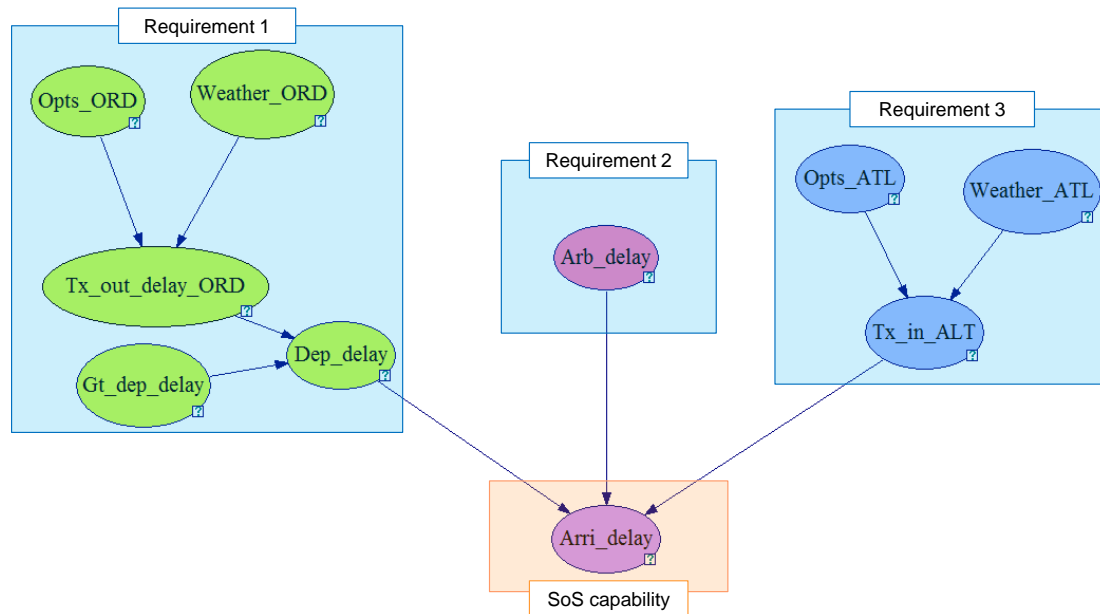 Requirement 1
Opts_ORD
Weather_ORD
?
?
Tx_out_delay_ORD
?
Dep_delay
?
Gt_dep_delay
?
Requirement 2
Arb_delay
?
Requirement 3
Opts_ATL
?
Weather_ATL
?
Tx_in_ALT
?
Arri_delay
?
SoS capability